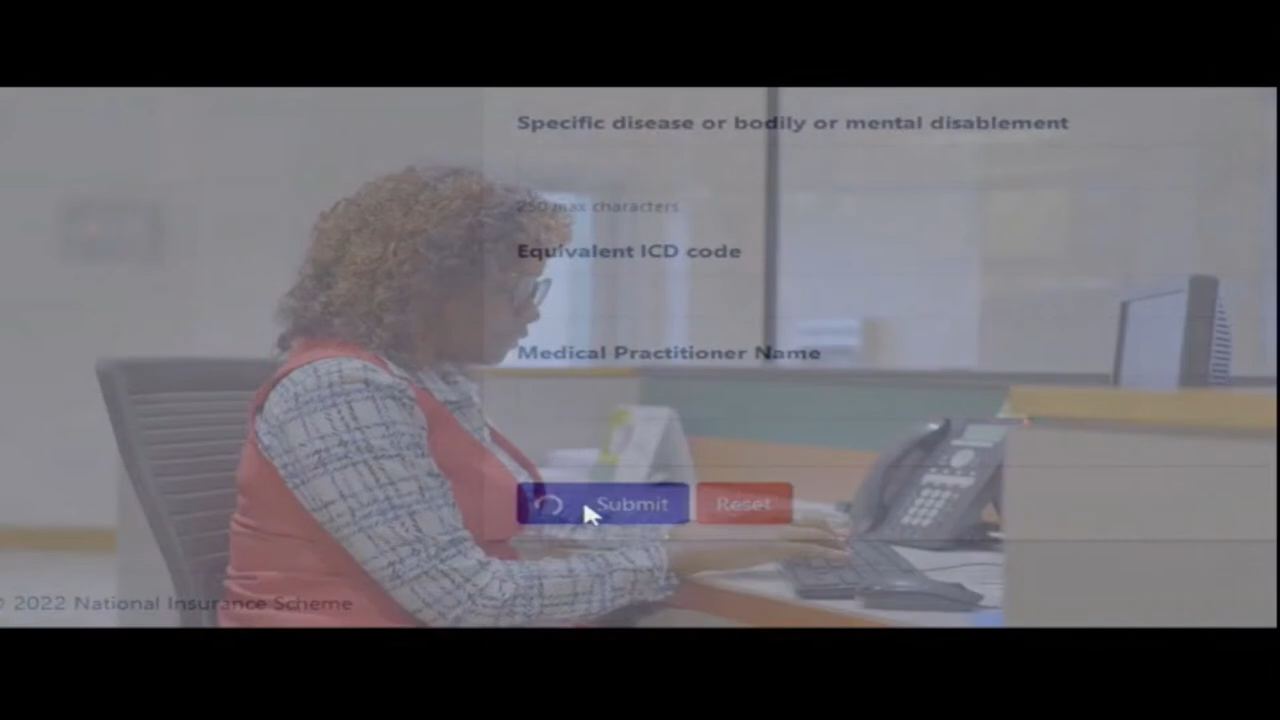 Specific disease or bodily or mental disablement
250 max characters
Equivalent ICD code
Medical Practitioner Name
Submit
Reset
© 2022 National Insurance Scheme